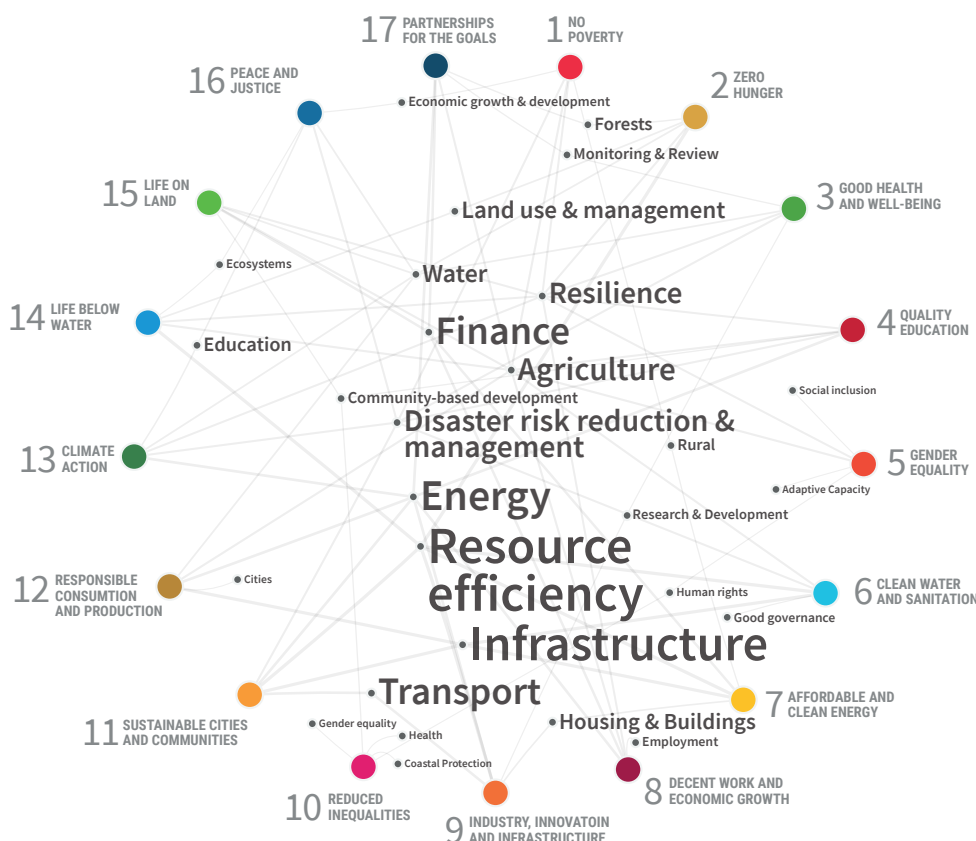 17 PARTNERSHIPS
FOR THE GOALS
1 NO
POVERTY
16 PEACE AND
JUSTICE
2 ZERO
HUNGER
Economic growth & development
Forests
Monitoring & Review
15 LIFE ON
LAND
3 GOOD HEALTH
AND WELL-BEING
Land use & management
Ecosystems
Water
Resilience
14 LIFE BELOW
WATER
4 QUALITY
EDUCATION
Finance
Education
Agriculture
Social inclusion
Community-based development
Disaster risk reduction &
management
Rural
13 CLIMATE
ACTION
5 GENDER
EQUALITY
Adaptive Capacity
Energy
Research & Development
Resource
efficiency
12 RESPONSIBLE
CONSUMTION
AND PRODUCTION
Cities
Human rights
6 CLEAN WATER
AND SANITATION
Good governance
Infrastructure
Transport
7 AFFORDABLE AND
CLEAN ENERGY
11 SUSTAINABLE CITIES
AND COMMUNITIES
Gender equality
Housing & Buildings
Health
Employment
Coastal Protection
8 DECENT WORK AND
ECONOMIC GROWTH
10 REDUCED
INEQUALITIES
9 INDUSTRY, INNOVATOIN
AND INFRASTRUCTURE